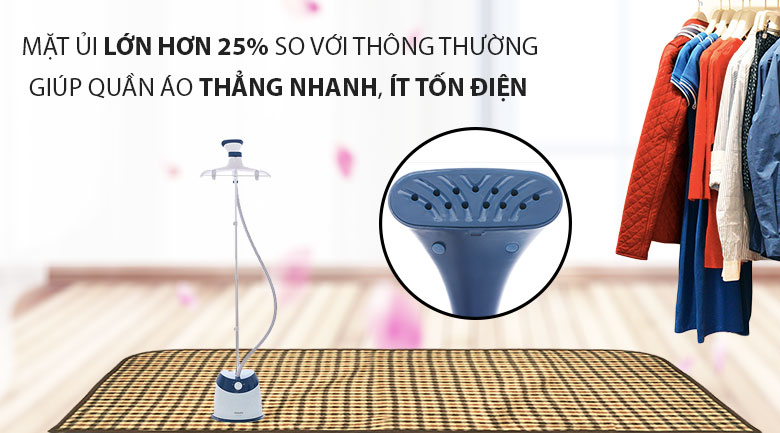 MẶT ỦI LỚN HƠN 25% SO VỚI THÔNG THƯỜNG
GIÚP QUẦN ÁO THẲNG NHANH, ÍT TỐN ĐIỆN